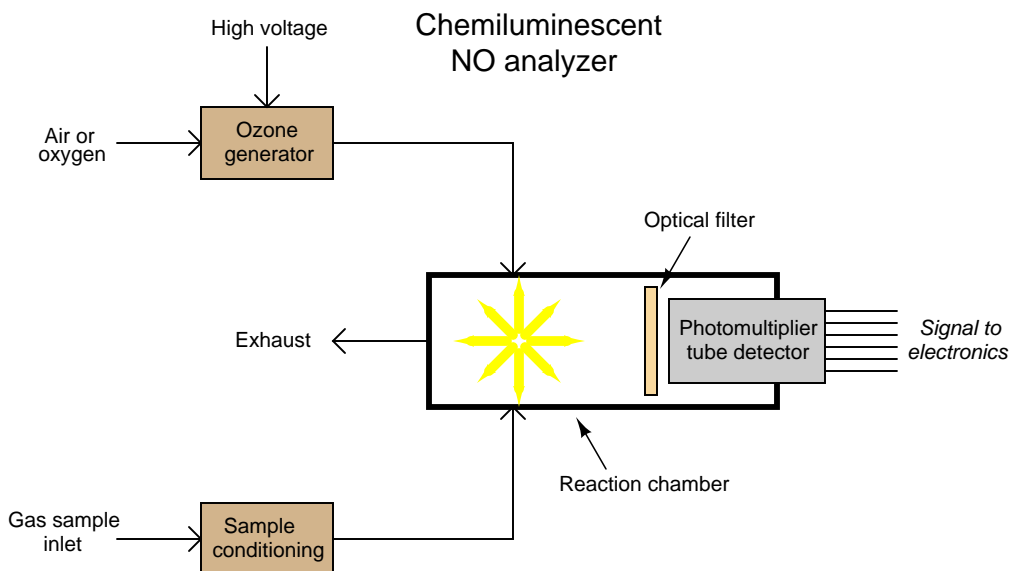 Chemiluminescent
NO analyzer
High voltage
Air or
oxygen
Ozone
generator
Optical filter
Exhaust
Photomultiplier
tube detector
Signal to
electronics
Reaction chamber
Gas sample
inlet
Sample
conditioning